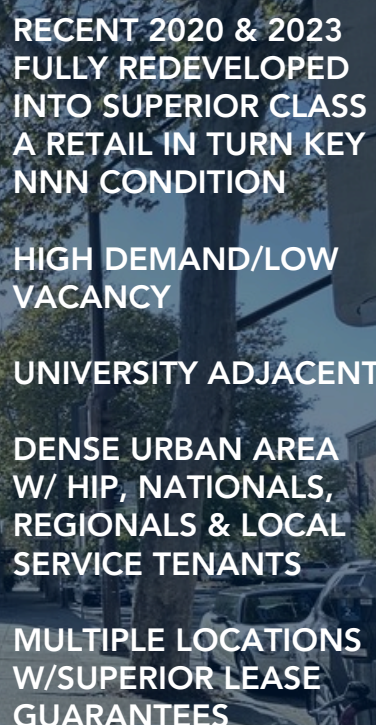 RECENT 2020 & 2023
FULLY REDEVELOPED
INTO SUPERIOR CLASS
A RETAIL IN TURN KEY
NNN CONDITION
HIGH DEMAND/LOW
VACANCY
UNIVERSITY ADJACENT
DENSE URBAN AREA
W/ HIP, NATIONALS,
REGIONALS & LOCAL
SERVICE TENANTS
MULTIPLE LOCATIONS
W/SUPERIOR LEASE
GUARANTEES